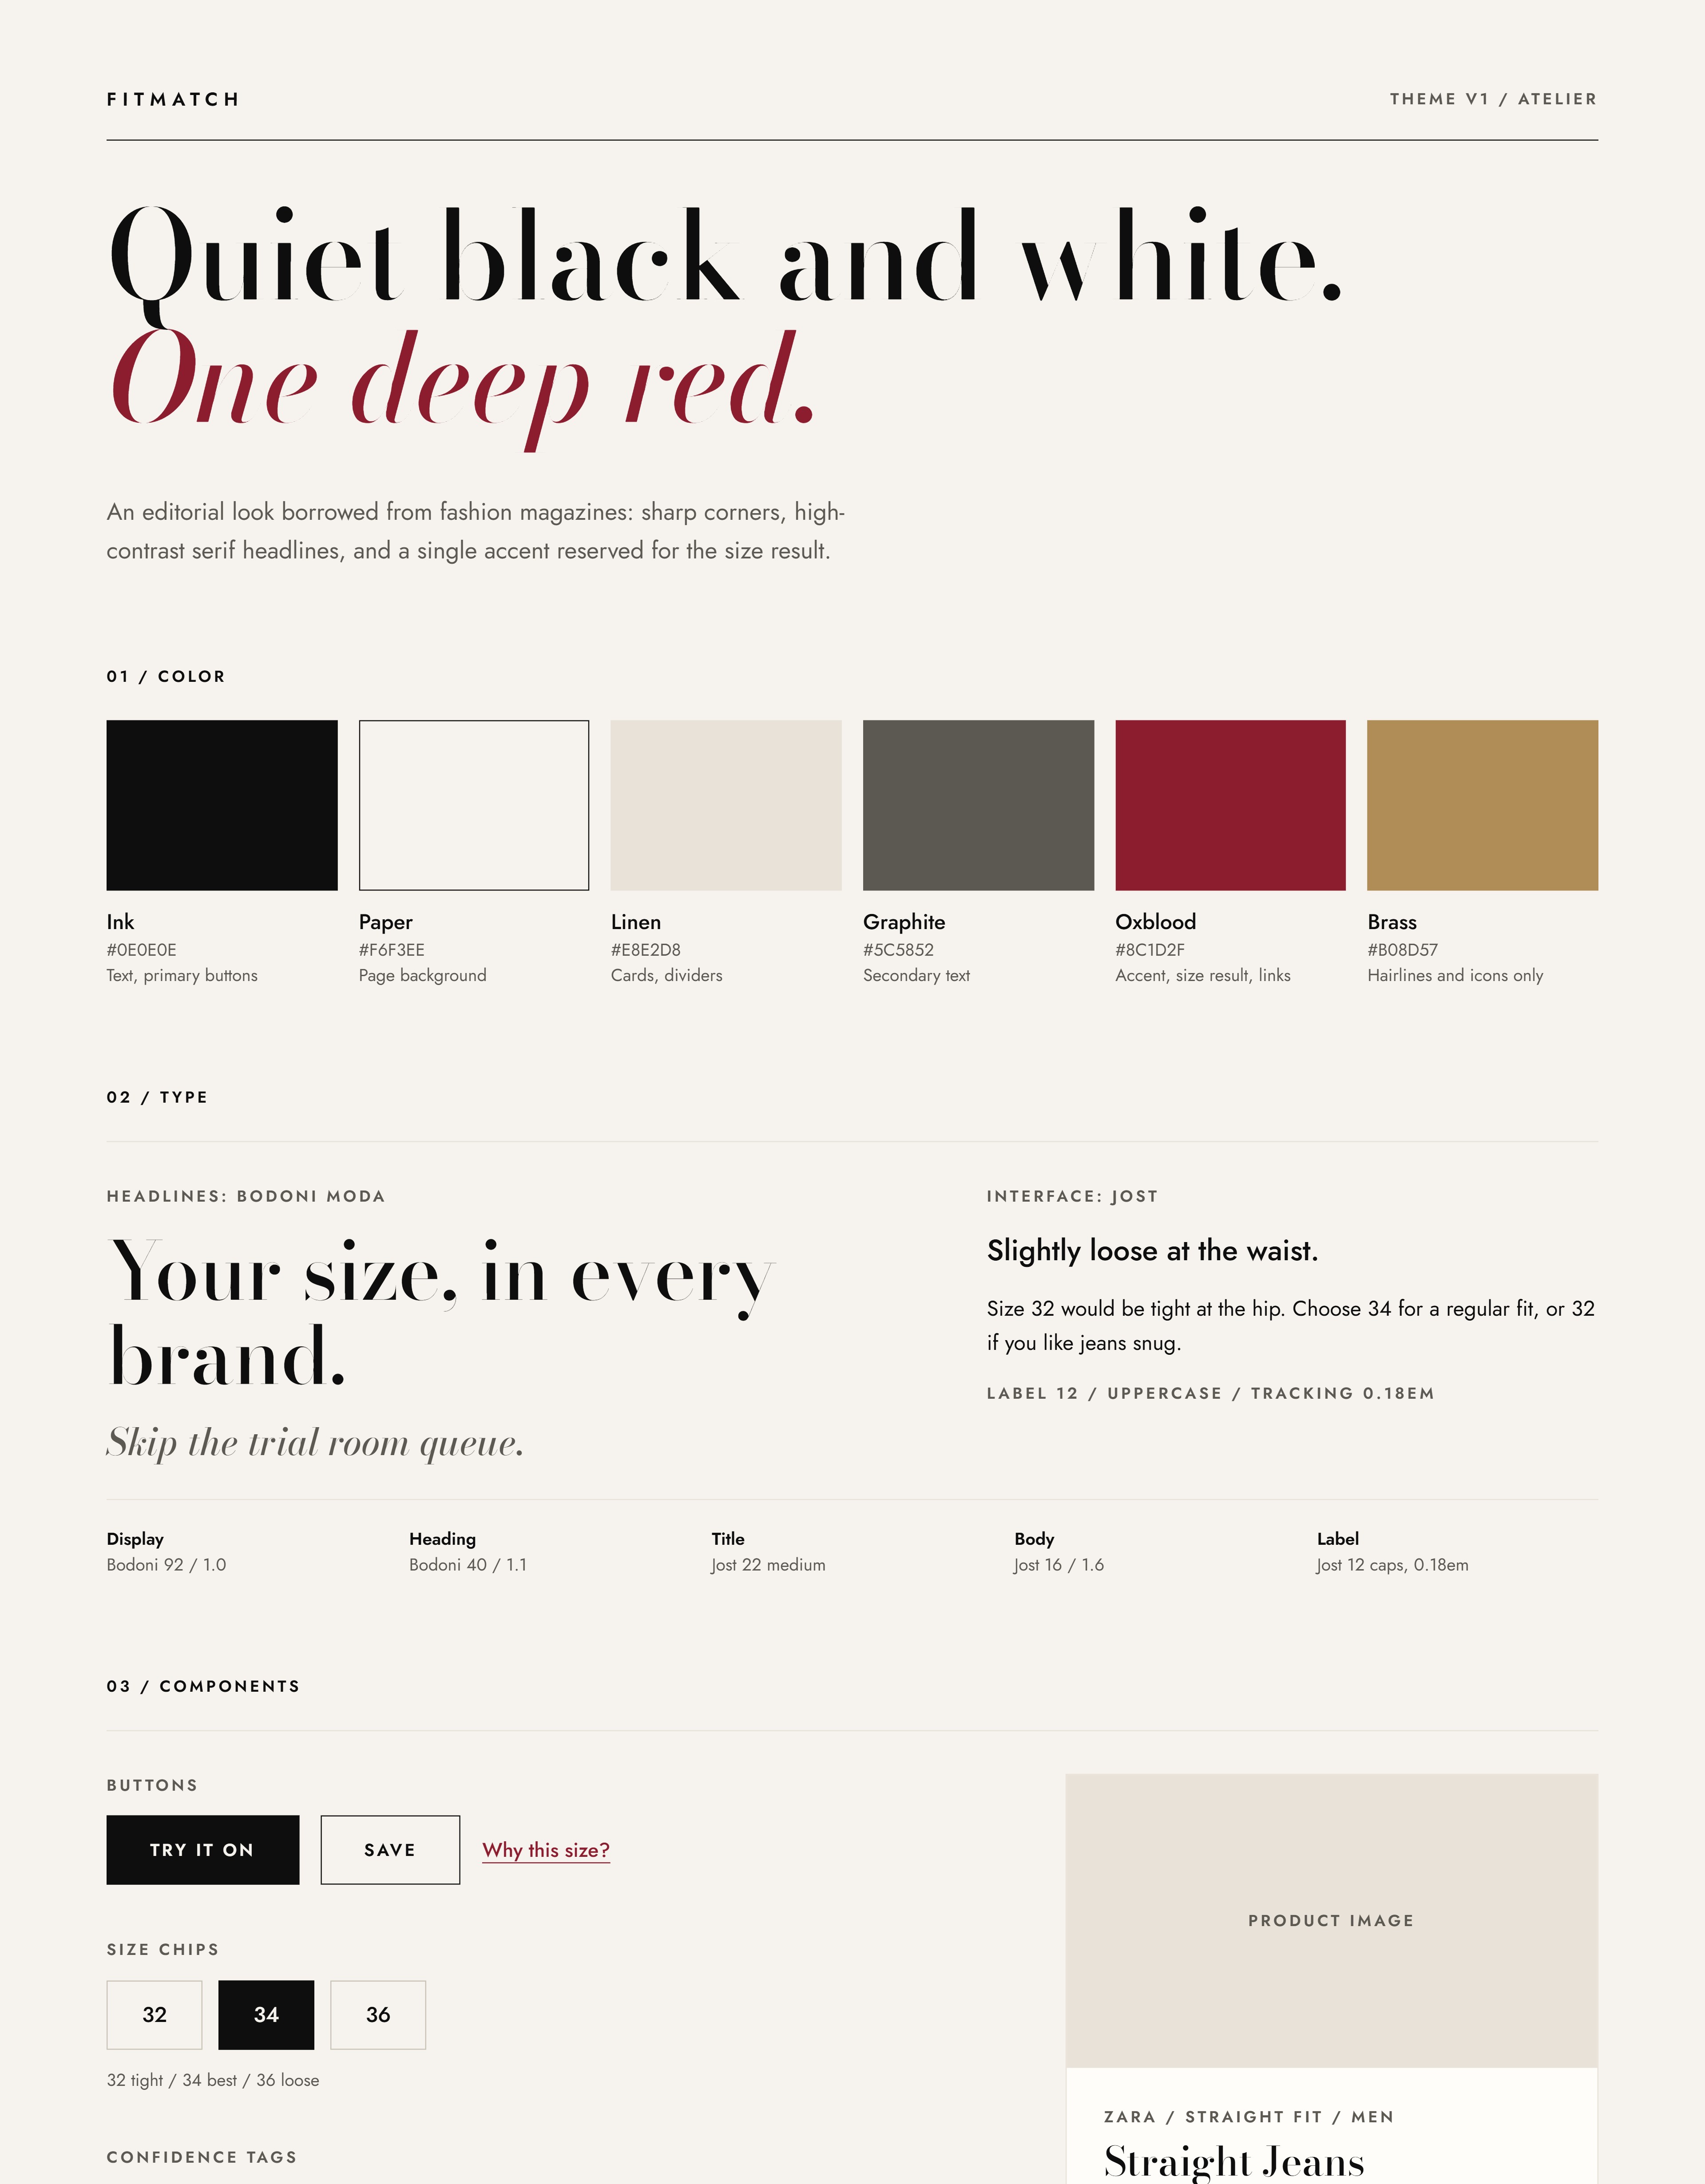 FITMATCH
THEME V1 / ATELIER
Quiet black and white.
One deep red.
An editorial look borrowed from fashion magazines: sharp corners, high-
contrast serif headlines, and a single accent reserved for the size result.
01 / COLOR
Ink
#0E0E0E
Text, primary buttons
Paper
#F6F3EE
Page background
Linen
#E8E2D8
Cards, dividers
Graphite
#5C5852
Secondary text
Oxblood
#8C1D2F
Accent, size result, links
Brass
#B08D57
Hairlines and icons only
02 / TYPE
HEADLINES: BODONI MODA
Your size, in every
brand.
Skip the trial room queue.
INTERFACE: JOST
Slightly loose at the waist.
Size 32 would be tight at the hip. Choose 34 for a regular fit, or 32
if you like jeans snug.
LABEL 12 / UPPERCASE / TRACKING 0.18EM
Display
Bodoni 92 / 1.0
Heading
Bodoni 40 / 1.1
Title
Jost 22 medium
Body
Jost 16 / 1.6
Label
Jost 12 caps, 0.18em
03 / COMPONENTS
BUTTONS
TRY IT ON
SAVE
Why this size?
SIZE CHIPS
32
34
36
32 tight / 34 best / 36 loose
CONFIDENCE TAGS
PRODUCT IMAGE
ZARA / STRAIGHT FIT / MEN
Straight Jeans